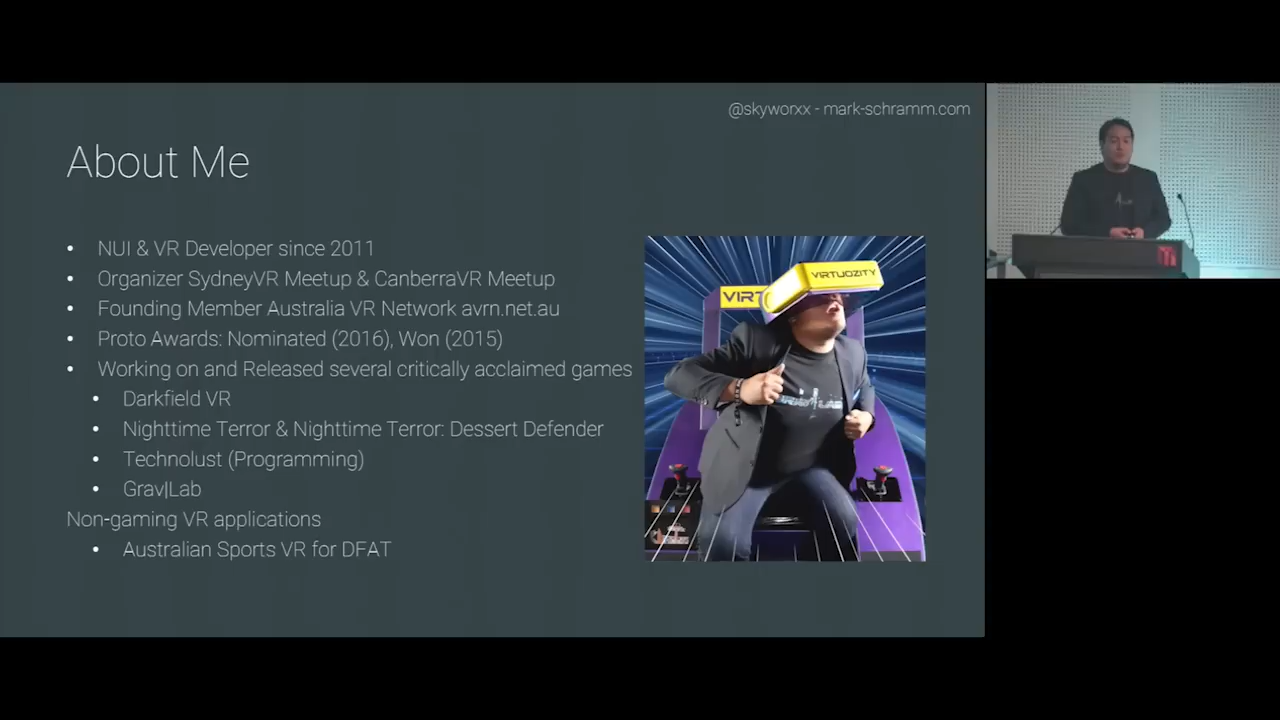 @skyworxx - mark-schramm.com
About Me
• NUI & VR Developer since 2011
• Organizer SydneyVR Meetup & CanberraVR Meetup
• Founding Member Australia VR Network avrn.net.au
• Proto Awards: Nominated (2016), Won (2015)
• Working on and Released several critically acclaimed games
• Darkfield VR
• Nighttime Terror & Nighttime Terror: Dessert Defender
• Technolust (Programming)
• Grav|Lab
Non-gaming VR applications
• Australian Sports VR for DFAT
VIRTUOZITY
VIRT